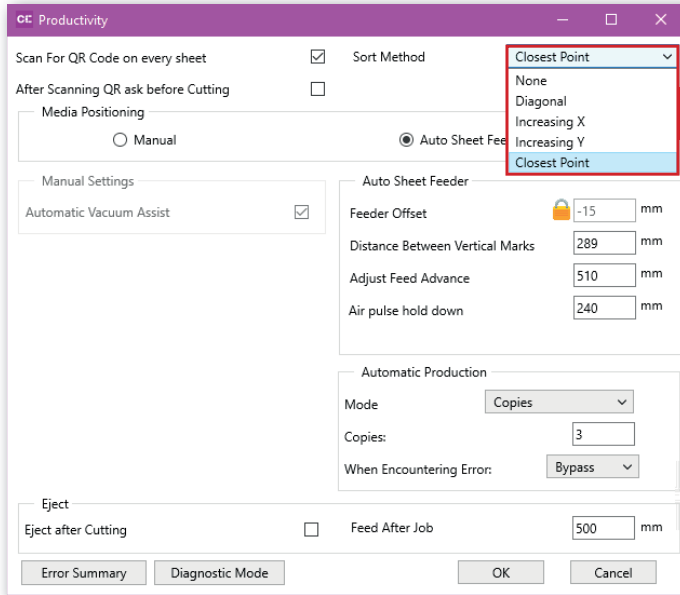 CC Productivity
Scan For QR Code on every sheet
Sort Method
Closest Point
None
Diagonal
Increasing X
Increasing Y
Closest Point
After Scanning QR ask before Cutting
Media Positioning
Manual
Auto Sheet Fee
Manual Settings
Automatic Vacuum Assist
Auto Sheet Feeder
Feeder Offset -15 mm
Distance Between Vertical Marks 289 mm
Adjust Feed Advance 510 mm
Air pulse hold down 240 mm
Automatic Production
Mode Copies
Copies: 3
When Encountering Error: Bypass
Eject
Eject after Cutting
Feed After Job 500 mm
Error Summary Diagnostic Mode OK Cancel